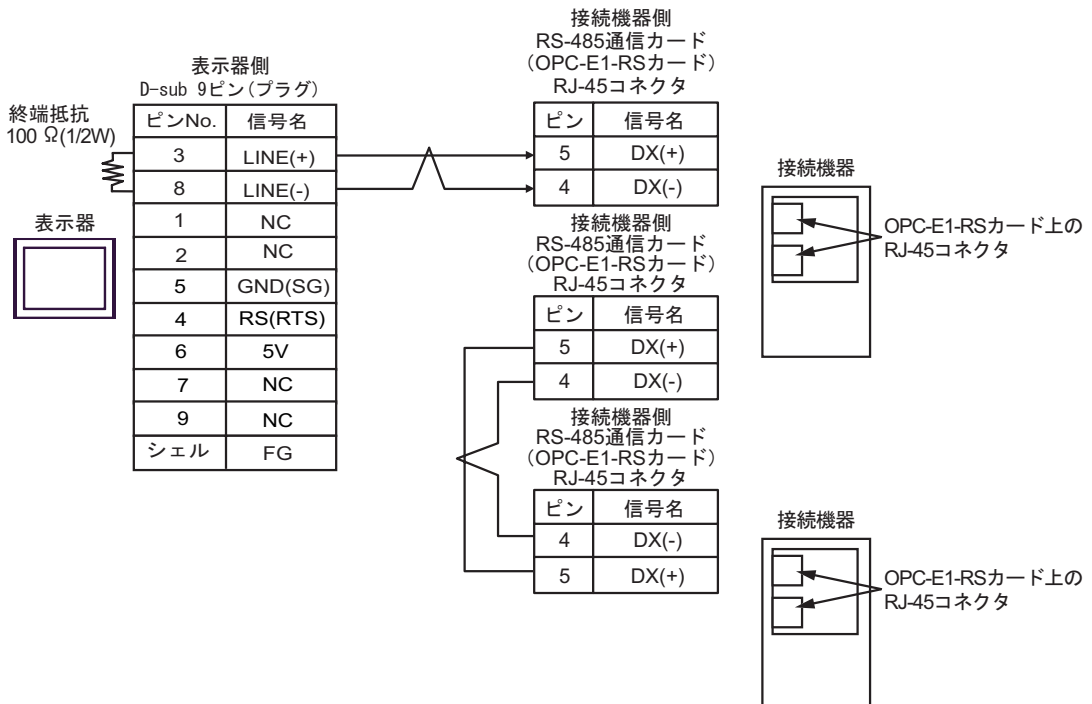 接続機器側
RS-485通信カード
(OPC-E1-RSカード)
RJ-45コネクタ
表示器側
D-sub 9ピン(プラグ)
終端抵抗
100 Ω(1/2W)
ピンNo. 信号名
3 LINE(+)
8 LINE(-)
1 NC
2 NC
5 GND(SG)
4 RS(RTS)
6 5V
7 NC
9 NC
シェル FG
表示器
ピン 信号名
5 DX(+)
4 DX(-)
接続機器側
RS-485通信カード
(OPC-E1-RSカード)
RJ-45コネクタ
ピン 信号名
5 DX(+)
4 DX(-)
接続機器側
RS-485通信カード
(OPC-E1-RSカード)
RJ-45コネクタ
ピン 信号名
4 DX(-)
5 DX(+)
接続機器
OPC-E1-RSカード上の
RJ-45コネクタ
接続機器
OPC-E1-RSカード上の
RJ-45コネクタ